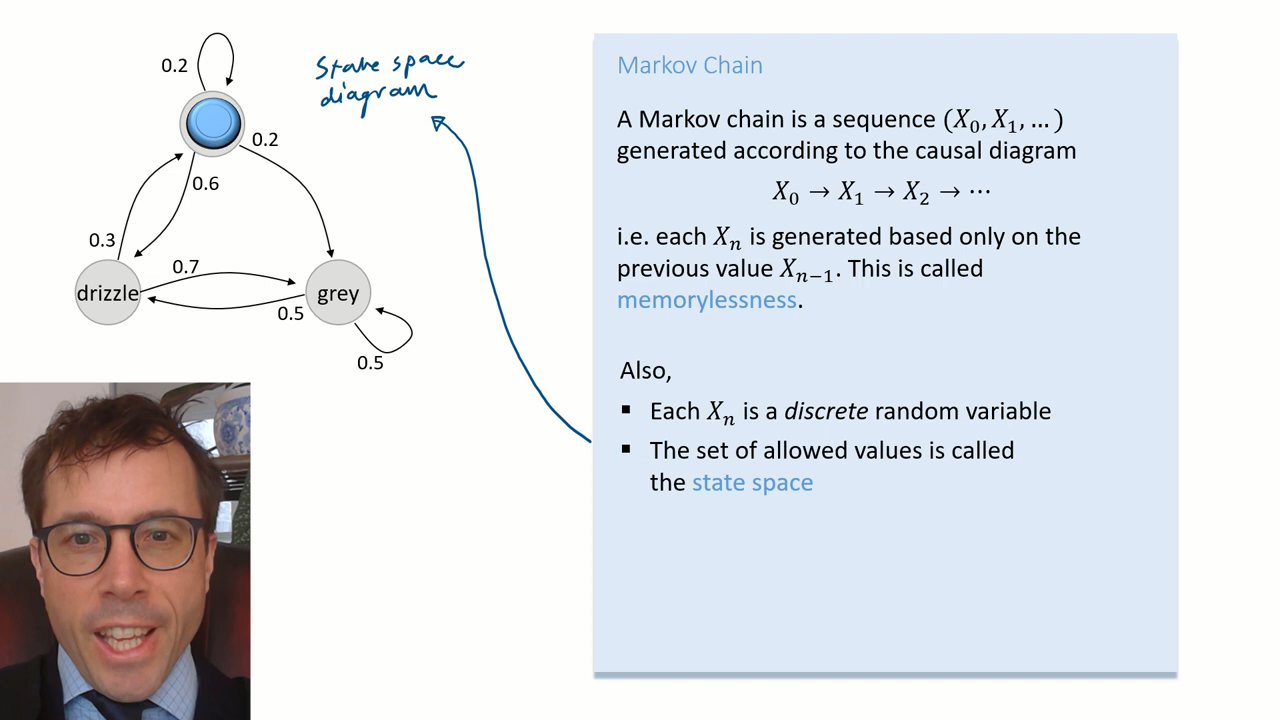 0.2
State space
diagram
0.2
0.6
0.3
0.7
drizzle
grey
0.5
0.5
Markov Chain
A Markov chain is a sequence (X₀, X₁, … )
generated according to the causal diagram
X₀ → X₁ → X₂ → ⋯
i.e. each Xₙ is generated based only on the
previous value Xₙ₋₁. This is called
memorylessness.
Also,
▪ Each Xₙ is a discrete random variable
▪ The set of allowed values is called
the state space